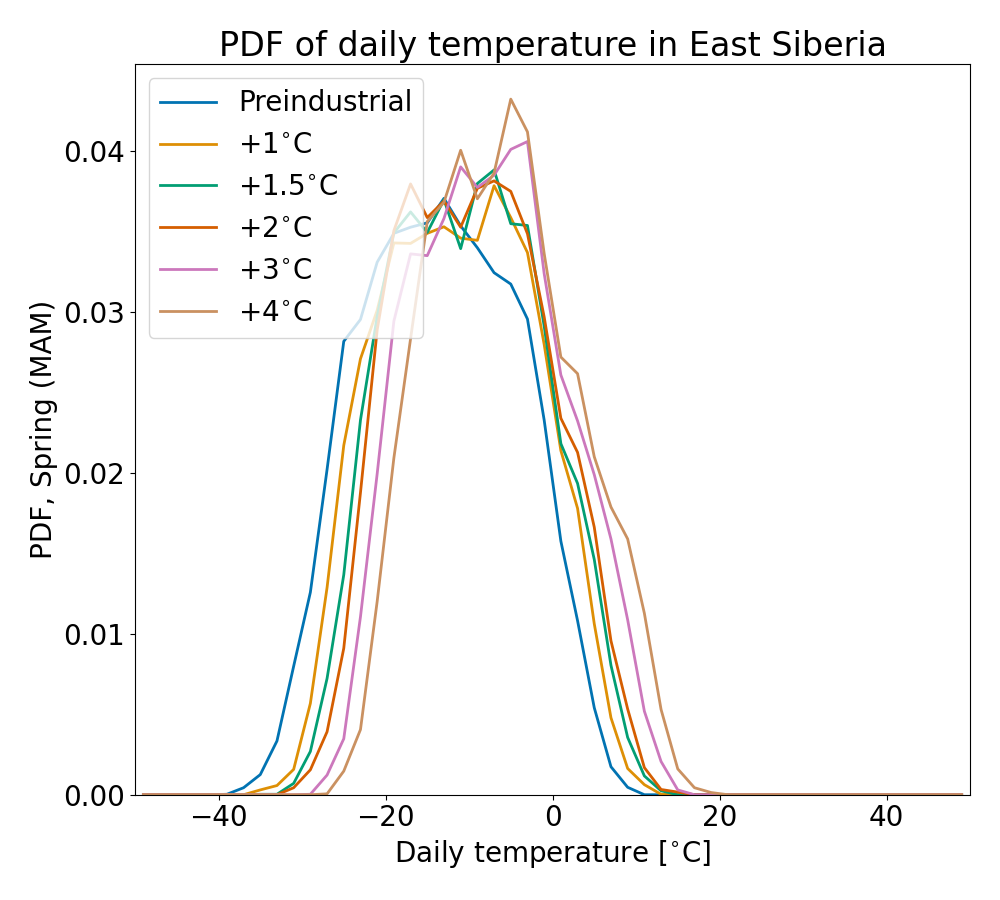 PDF of daily temperature in East Siberia
Preindustrial
+1°C
+1.5°C
+2°C
+3°C
+4°C
PDF, Spring (MAM)
0.04
0.03
0.02
0.01
0.00
−40 −20 0 20 40
Daily temperature [°C]